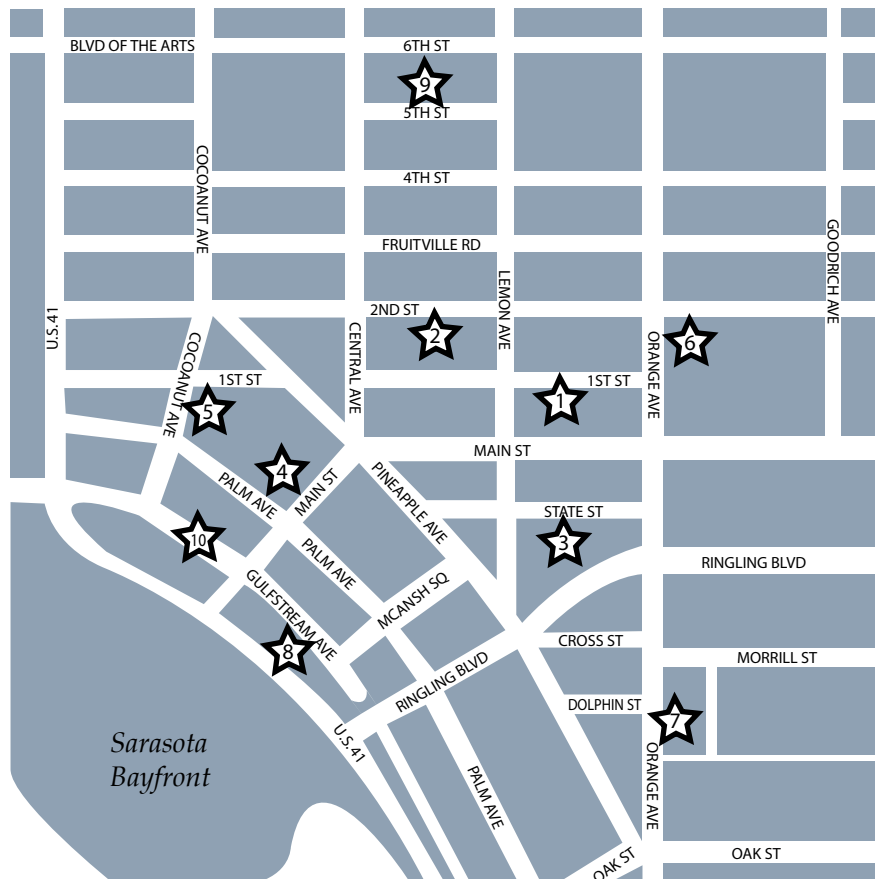 BLVD OF THE ARTS
6TH ST
9
5TH ST
COCOANUT AVE
4TH ST
FRUITVILLE RD
GOODRICH AVE
LEMON AVE
U.S.41
2ND ST
CENTRAL AVE
2
ORANGE AVE
6
COCOANUT AVE
1ST ST
1ST ST
5
1
MAIN ST
4
MAIN ST
PINEAPPLE AVE
PALM AVE
STATE ST
10
3
PALM AVE
RINGLING BLVD
GULFSTREAM AVE
MCANSH SQ
8
CROSS ST
MORRILL ST
RINGLING BLVD
DOLPHIN ST
7
U.S.41
Sarasota
Bayfront
PALM AVE
ORANGE AVE
OAK ST
OAK ST